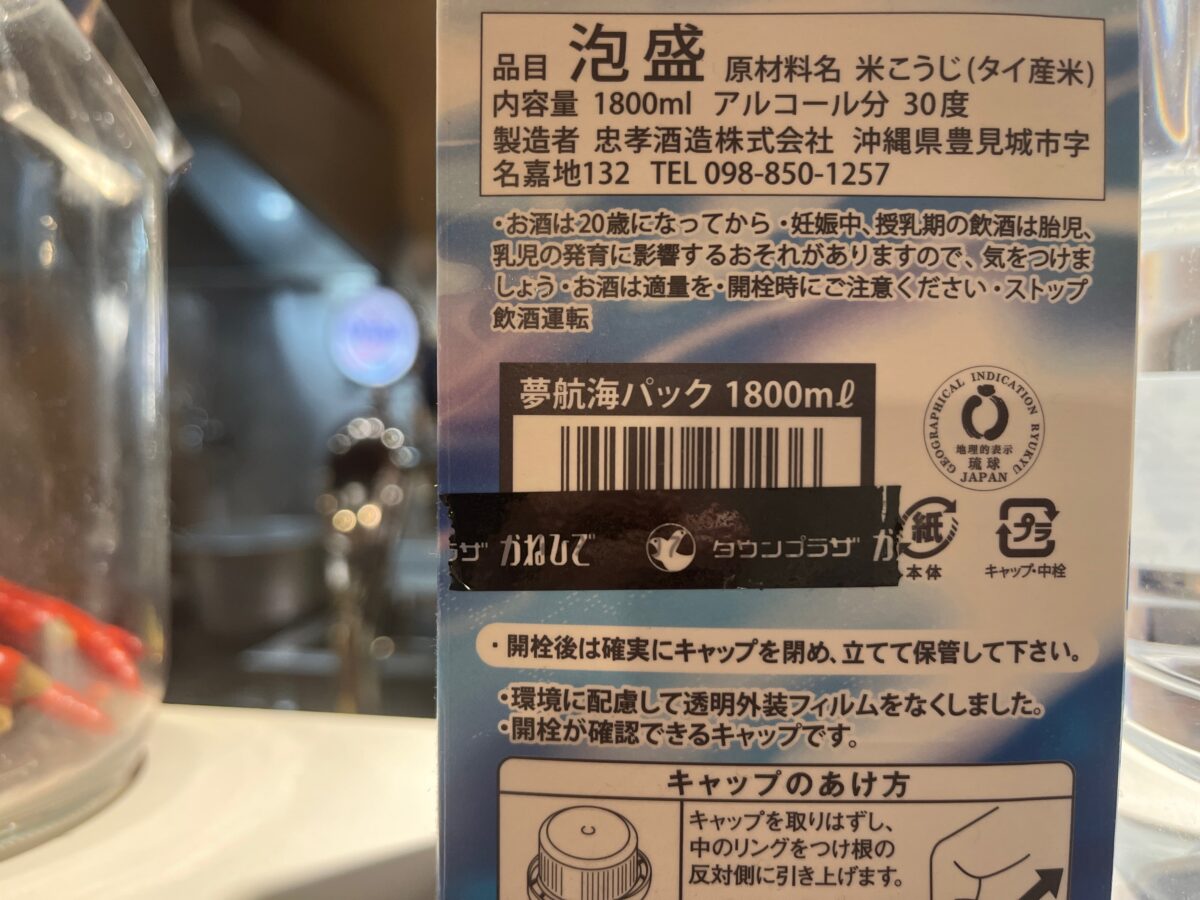 品目 泡盛 原材料名 米こうじ(タイ産米)
内容量 1800ml アルコール分 30度
製造者 忠孝酒造株式会社 沖縄県豊見城市字
名嘉地132 TEL 098-850-1257
・お酒は20歳になってから・妊娠中、授乳期の飲酒は胎児、
乳児の発育に影響するおそれがありますので、気をつけま
しょう・お酒は適量を・開栓時にご注意ください・ストップ
飲酒運転
夢航海パック 1800mℓ
GEOGRAPHICAL INDICATION RYUKYU
地理的表示
琉球
JAPAN
ラザ かねひで タウンプラザ か
紙
本体
プラ
キャップ・中栓
・開栓後は確実にキャップを閉め、立てて保管して下さい。
・環境に配慮して透明外装フィルムをなくしました。
・開栓が確認できるキャップです。
キャップのあけ方
キャップを取りはずし、
中のリングをつけ根の
反対側に引き上げます。